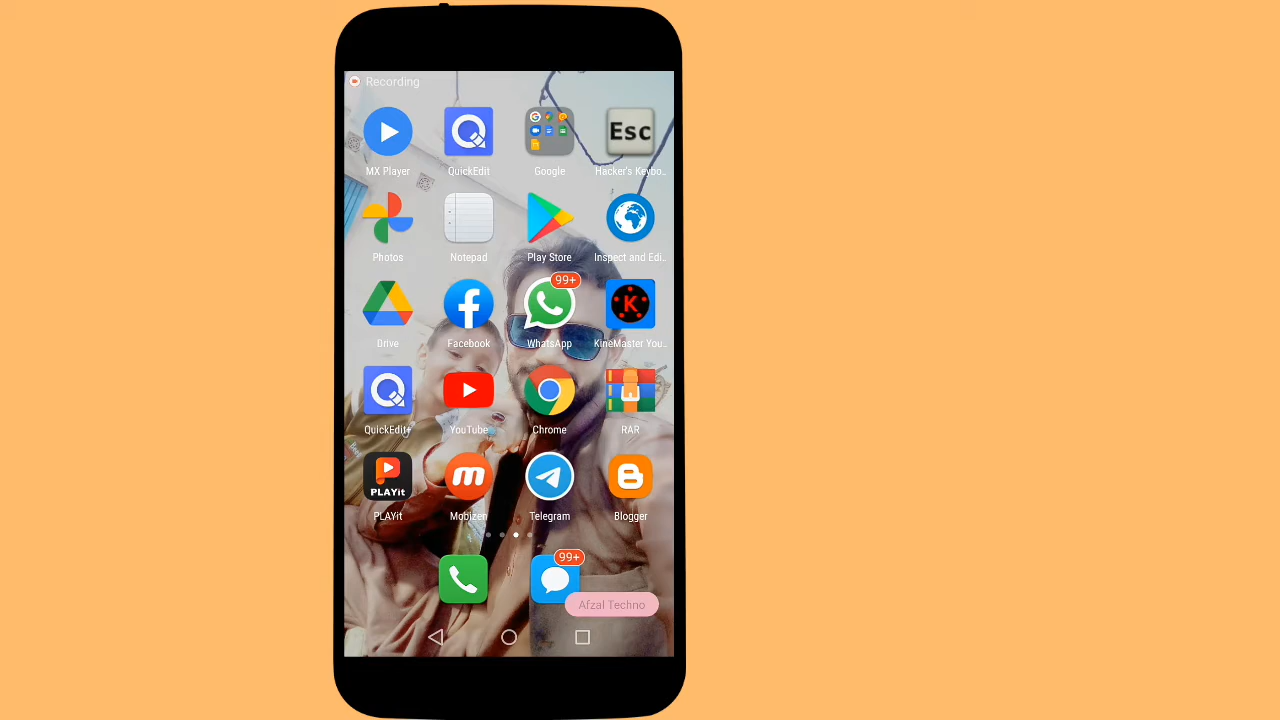 Recording
Esc
MX Player
QuickEdit
Google
Hacker's Keybo..
Photos
Notepad
Play Store
Inspect and Edi..
99+
K
Drive
Facebook
WhatsApp
KineMaster You..
QuickEdit+
YouTube
Chrome
RAR
PLAYit
PLAYit
Mobizen
Telegram
Blogger
99+
Afzal Techno